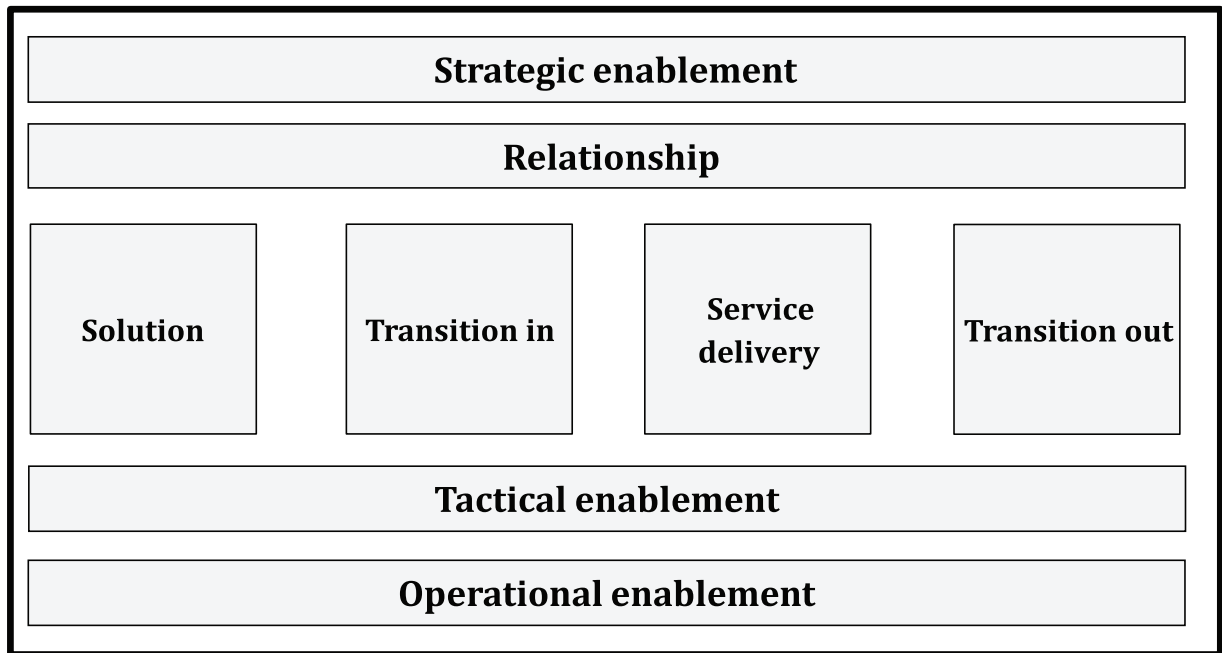 Strategic enablement
Relationship
Solution
Transition in
Service
delivery
Transition out
Tactical enablement
Operational enablement